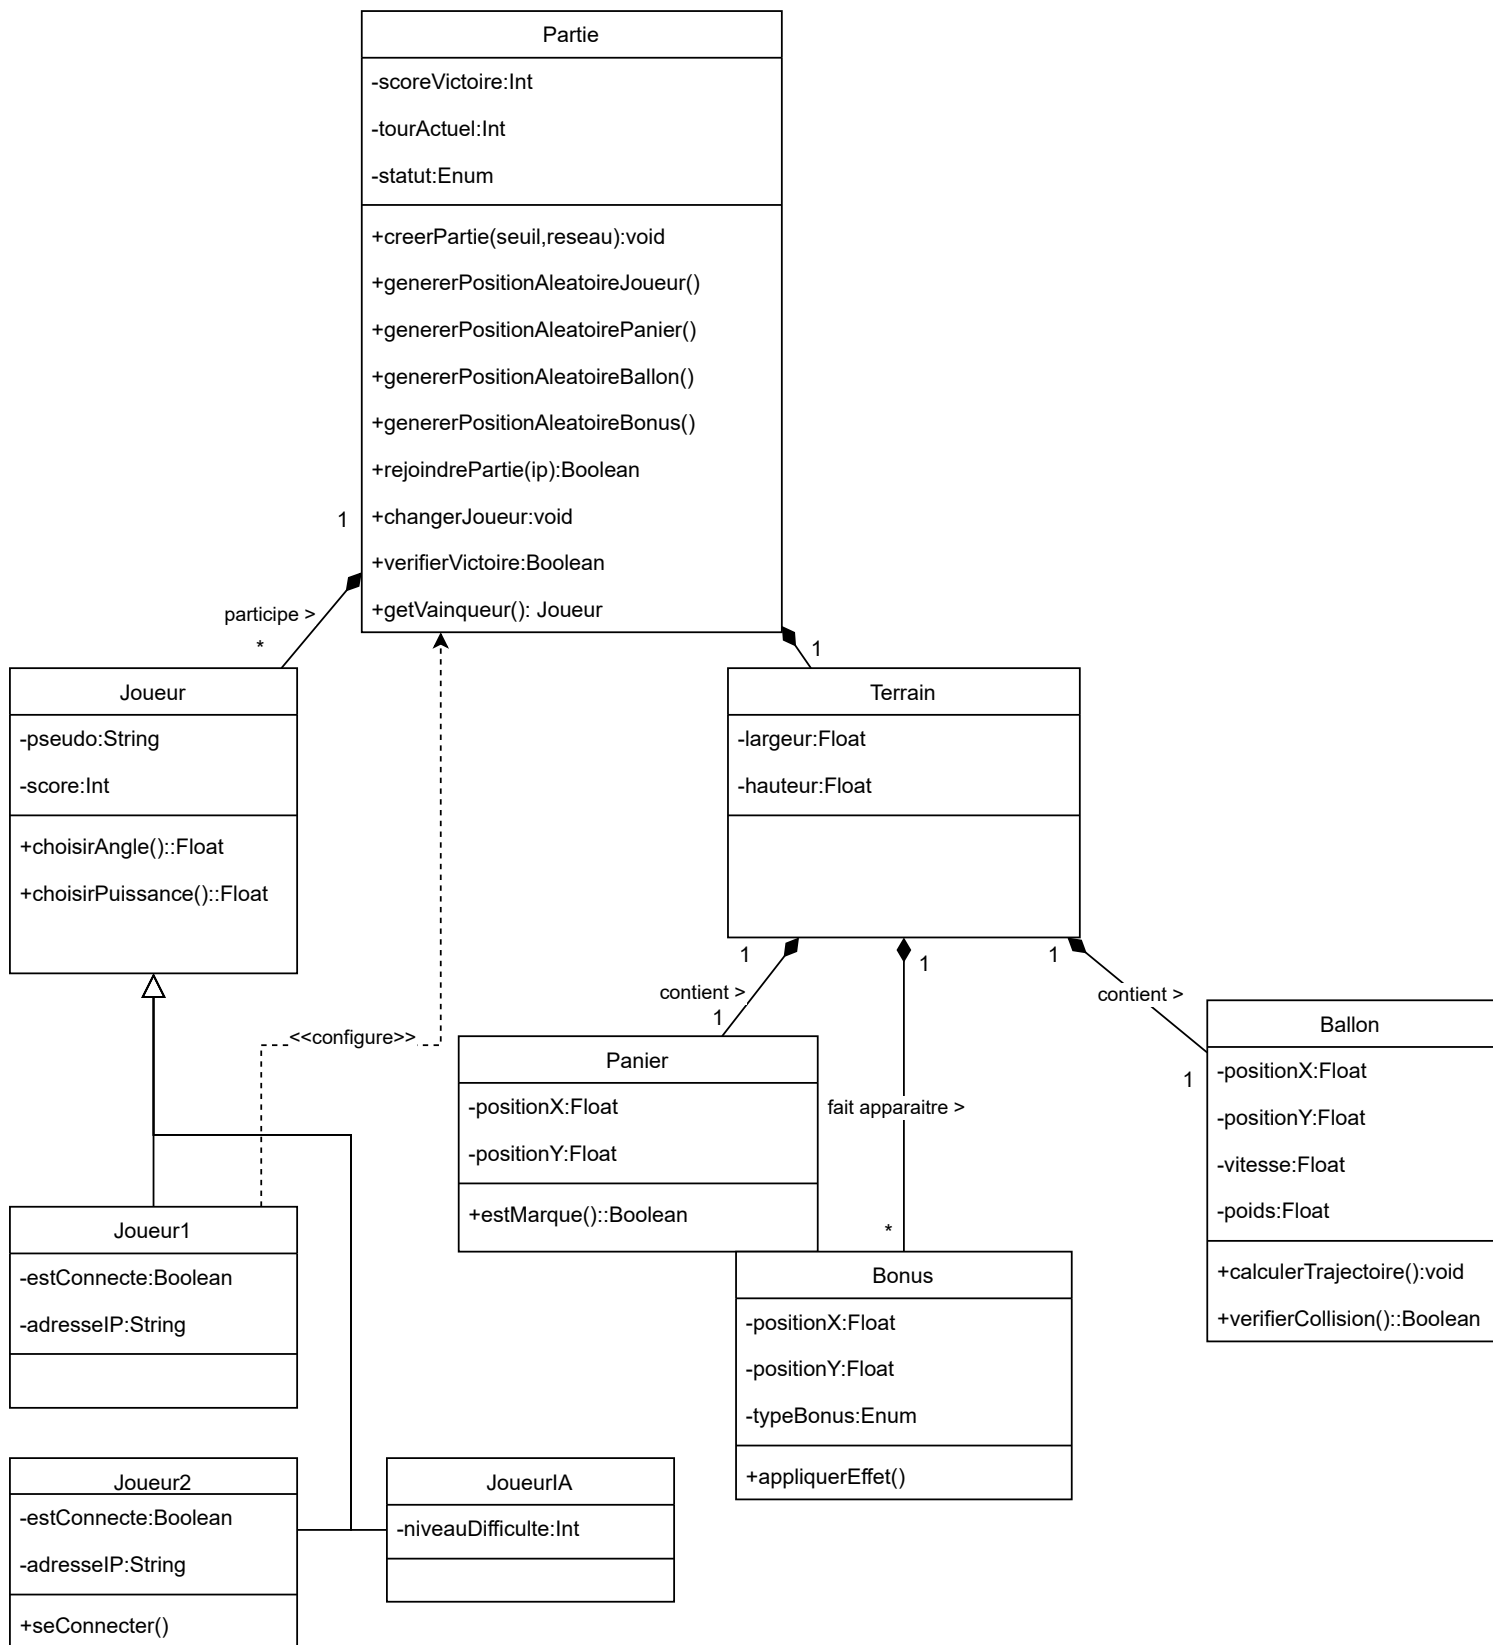 Partie
-scoreVictoire:Int
-tourActuel:Int
-statut:Enum
+creerPartie(seuil,reseau):void
+genererPositionAleatoireJoueur()
+genererPositionAleatoirePanier()
+genererPositionAleatoireBallon()
+genererPositionAleatoireBonus()
+rejoindrePartie(ip):Boolean
+changerJoueur:void
+verifierVictoire:Boolean
+getVainqueur(): Joueur
1
participe >
*
1
Joueur
-pseudo:String
-score:Int
+choisirAngle()::Float
+choisirPuissance()::Float
Terrain
-largeur:Float
-hauteur:Float
1
contient >
1
1
fait apparaitre >
*
1
contient >
1
<<configure>>
Panier
-positionX:Float
-positionY:Float
+estMarque()::Boolean
Ballon
-positionX:Float
-positionY:Float
-vitesse:Float
-poids:Float
+calculerTrajectoire():void
+verifierCollision()::Boolean
Joueur1
-estConnecte:Boolean
-adresseIP:String
Bonus
-positionX:Float
-positionY:Float
-typeBonus:Enum
+appliquerEffet()
Joueur2
-estConnecte:Boolean
-adresseIP:String
+seConnecter()
JoueurIA
-niveauDifficulte:Int